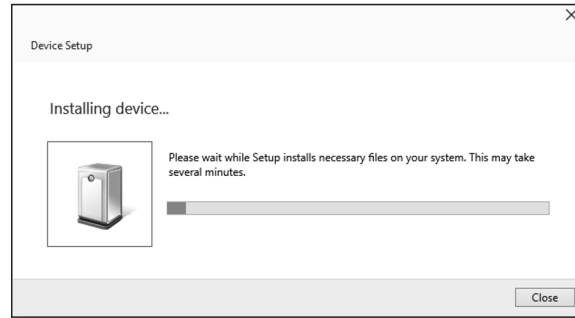 Device Setup
Installing device...
Please wait while Setup installs necessary files on your system. This may take
several minutes.
Close